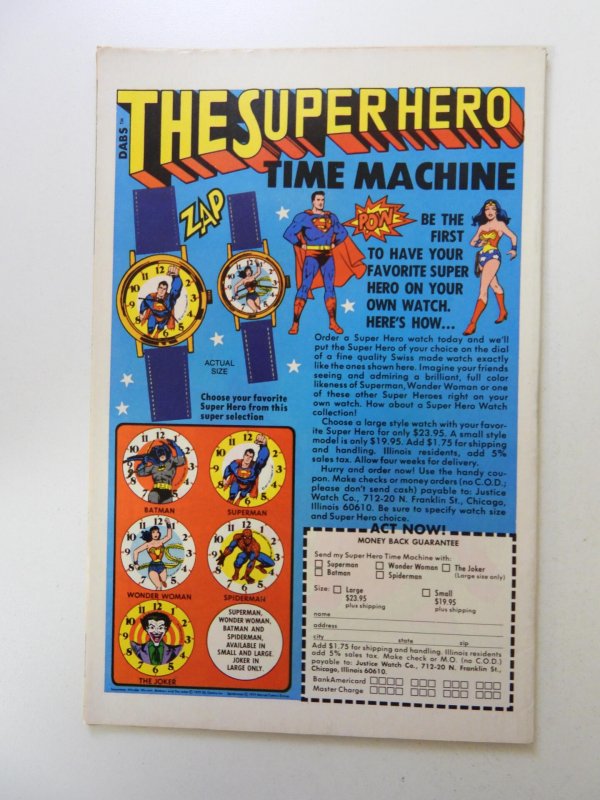 DABS™
THE SUPER HERO
TIME MACHINE
ZAP
POW
BE THE
FIRST
TO HAVE YOUR
FAVORITE SUPER
HERO ON YOUR
OWN WATCH.
HERE'S HOW...
ACTUAL
SIZE
Choose your favorite
Super Hero from this
super selection
Order a Super Hero watch today and we'll
put the Super Hero of your choice on the dial
of a fine quality Swiss made watch exactly
like the ones shown here. Imagine your friends
seeing and admiring a brilliant, full color
likeness of Superman, Wonder Woman or one
of these other Super Heroes right on your
own watch. How about a Super Hero Watch
collection!
Choose a large style watch with your favor-
ite Super Hero for only $23.95. A small style
model is only $19.95. Add $1.75 for shipping
and handling. Illinois residents, add 5%
sales tax. Allow four weeks for delivery.
Hurry and order now! Use the handy cou-
pon. Make checks or money orders (no C.O.D.;
please don't send cash) payable to: Justice
Watch Co., 712-20 N. Franklin St., Chicago,
Illinois 60610. Be sure to specify watch size
and Super Hero choice.
ACT NOW!
BATMAN
SUPERMAN
WONDER WOMAN
SPIDERMAN
THE JOKER
SUPERMAN,
WONDER WOMAN,
BATMAN AND
SPIDERMAN,
AVAILABLE IN
SMALL AND LARGE.
JOKER IN
LARGE ONLY.
MONEY BACK GUARANTEE
Send my Super Hero Time Machine with:
Superman Wonder Woman The Joker
Batman Spiderman (Large size only)
Size: Large Small
$23.95 $19.95
plus shipping plus shipping
name
address
city state zip
Add $1.75 for shipping and handling. Illinois residents
add 5% sales tax. Make check or M.O. (no C.O.D.)
payable to: Justice Watch Co., 712-20 N. Franklin St.,
Chicago, Illinois 60610.
BankAmericard
Master Charge